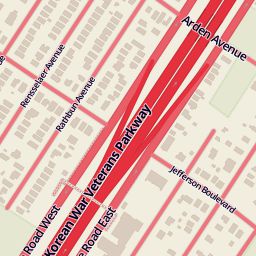 Arden Avenue
Rensselaer Avenue
Rathbun Avenue
Korean War Veterans Parkway
Jefferson Boulevard
Road West
Road East